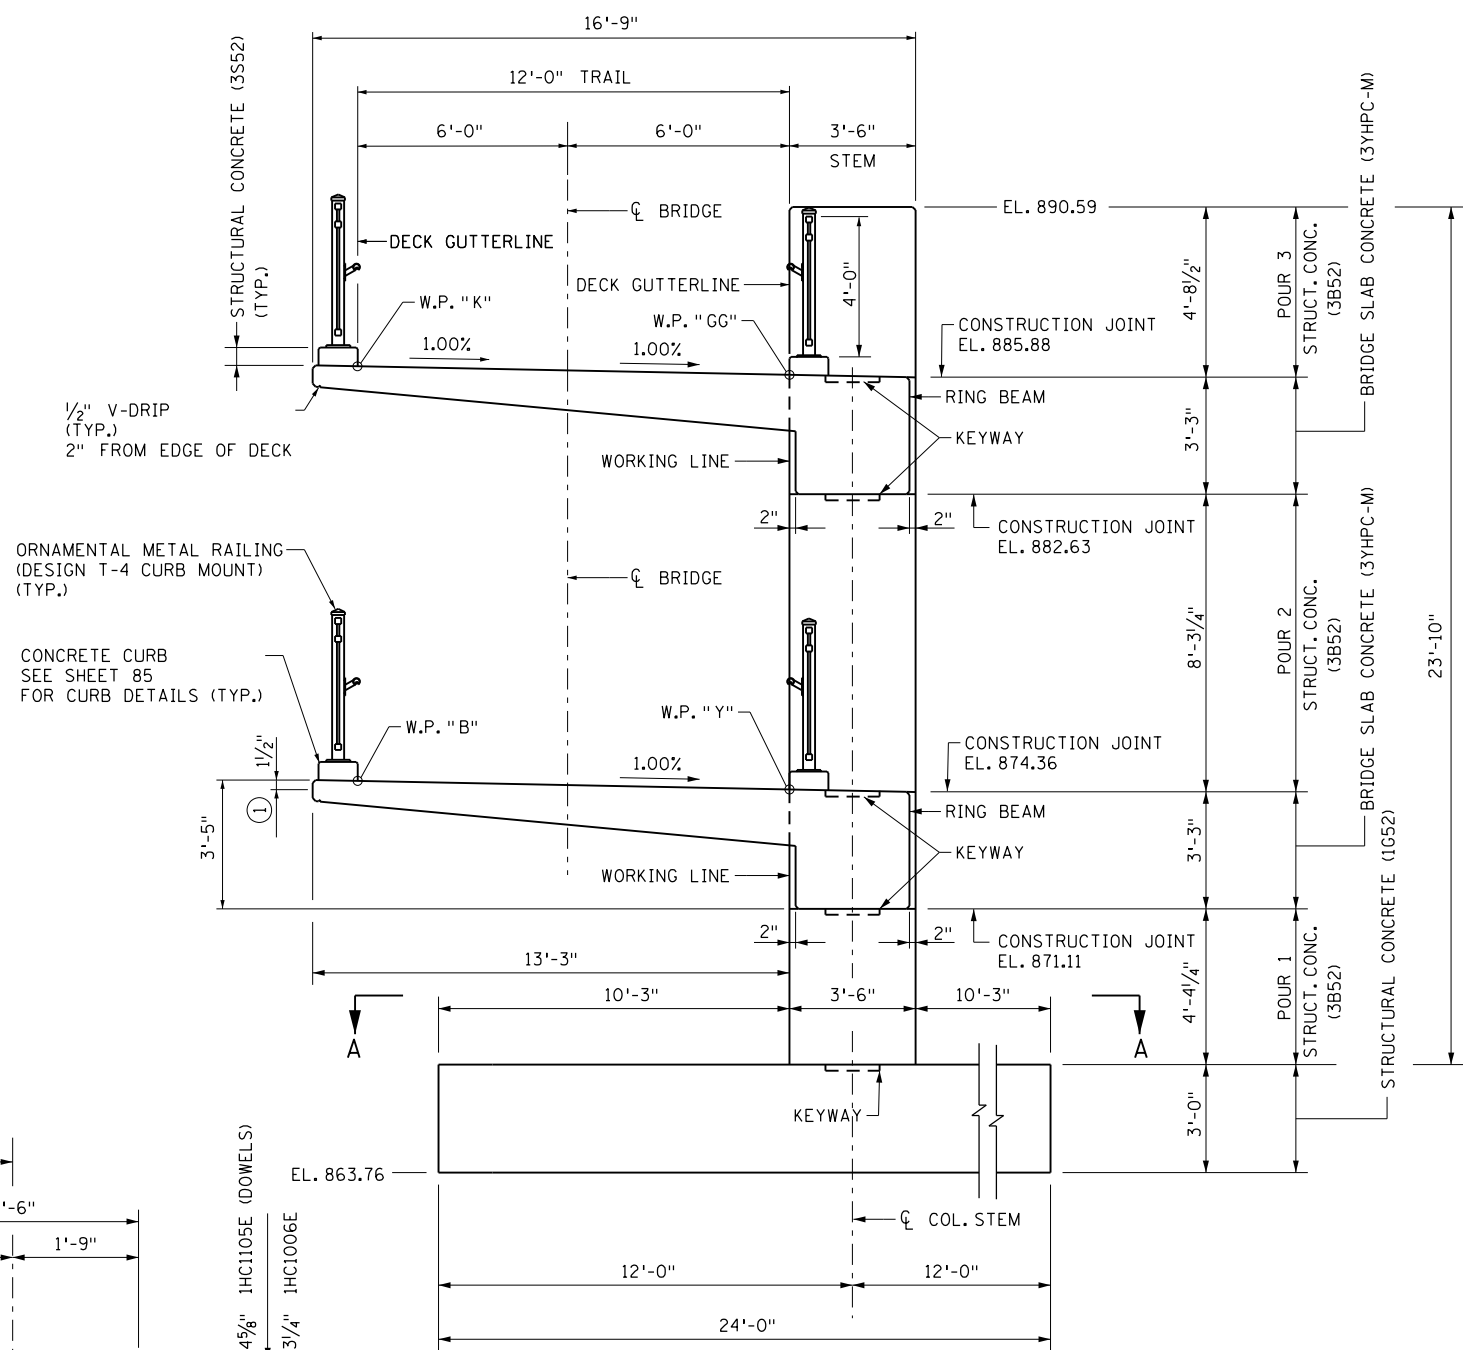 16'-9"
12'-0" TRAIL
6'-0"
6'-0"
3'-6"
STEM
STRUCTURAL CONCRETE (3S52)
(TYP.)
℄ BRIDGE
EL. 890.59
DECK GUTTERLINE
DECK GUTTERLINE
4'-0"
W.P. "K"
W.P. "GG"
1.00%
1.00%
CONSTRUCTION JOINT
EL. 885.88
4'-8½"
POUR 3
STRUCT. CONC.
(3B52)
BRIDGE SLAB CONCRETE (3YHPC-M)
½" V-DRIP
(TYP.)
2" FROM EDGE OF DECK
RING BEAM
KEYWAY
3'-3"
WORKING LINE
2"
2"
CONSTRUCTION JOINT
EL. 882.63
ORNAMENTAL METAL RAILING
(DESIGN T-4 CURB MOUNT)
(TYP.)
℄ BRIDGE
8'-3¼"
POUR 2
STRUCT. CONC.
(3B52)
23'-10"
CONCRETE CURB
SEE SHEET 85
FOR CURB DETAILS (TYP.)
W.P. "B"
W.P. "Y"
1½"
1
1.00%
CONSTRUCTION JOINT
EL. 874.36
BRIDGE SLAB CONCRETE (3YHPC-M)
3'-5"
RING BEAM
KEYWAY
3'-3"
WORKING LINE
2"
2"
CONSTRUCTION JOINT
EL. 871.11
13'-3"
10'-3"
3'-6"
10'-3"
4'-4¼"
POUR 1
STRUCT. CONC.
(3B52)
STRUCTURAL CONCRETE (1G52)
A
A
KEYWAY
3'-0"
EL. 863.76
℄ COL. STEM
12'-0"
12'-0"
24'-0"
'-6"
1'-9"
4⅝" 1HC1105E (DOWELS)
3¼" 1HC1006E